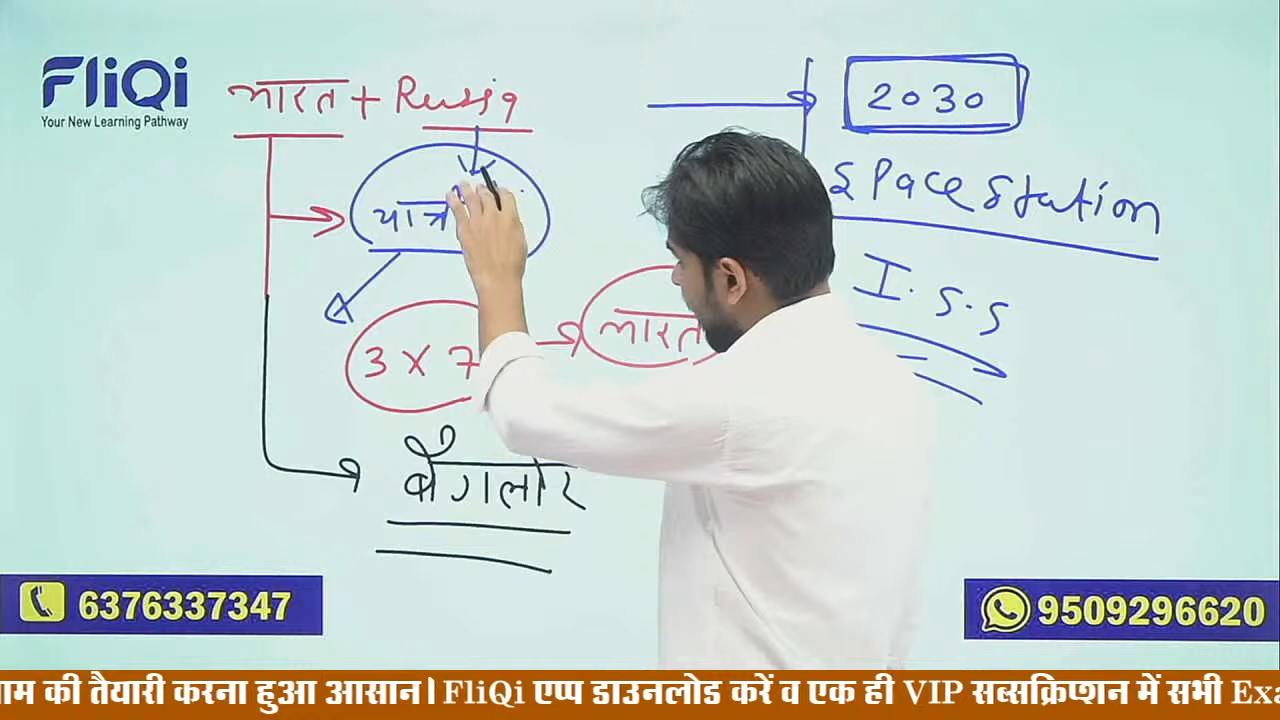 FliQi
Your New Learning Pathway
भारत + Russia
2030
Space Station
I.S.S
3 x 7
भारत
बैंगलोर
6376337347
9509296620
की तैयारी करना हुआ आसान। FliQi एप्प डाउनलोड करें व एक ही VIP सब्सक्रिप्शन में सभी